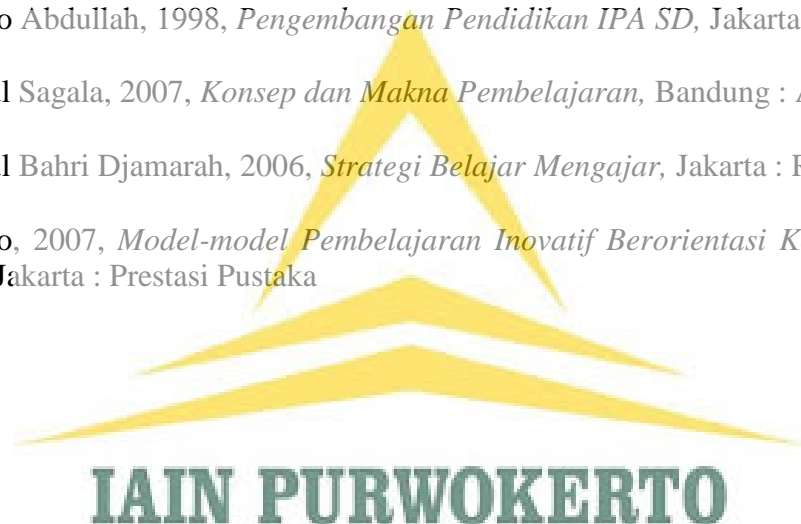 o Abdullah, 1998, Pengembangan Pendidikan IPA SD, Jakarta
l Sagala, 2007, Konsep dan Makna Pembelajaran, Bandung : A
l Bahri Djamarah, 2006, Strategi Belajar Mengajar, Jakarta : R
o, 2007, Model-model Pembelajaran Inovatif Berorientasi K
Jakarta : Prestasi Pustaka
IAIN PURWOKERTO